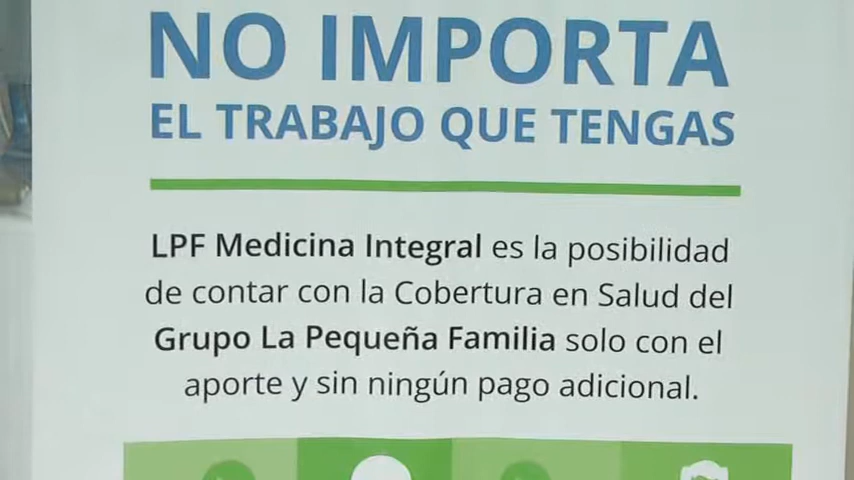 NO IMPORTA
EL TRABAJO QUE TENGAS
LPF Medicina Integral es la posibilidad
de contar con la Cobertura en Salud del
Grupo La Pequeña Familia solo con el
aporte y sin ningún pago adicional.